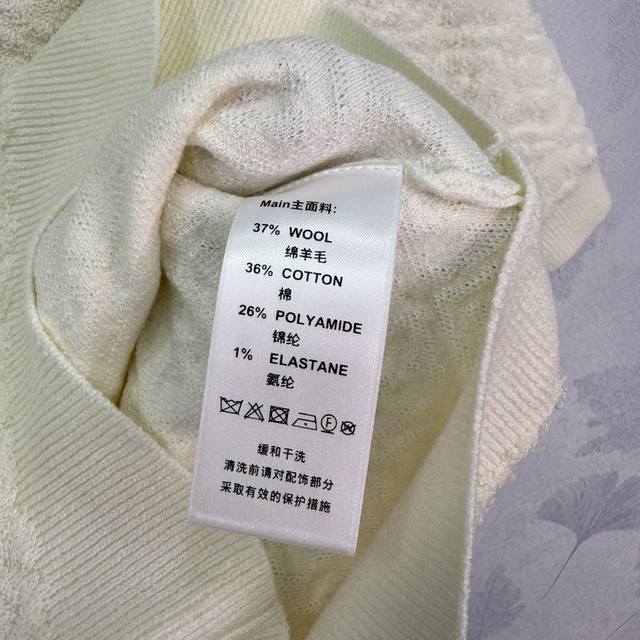 Main主面料:
37% WOOL
绵羊毛
36% COTTON
棉
26% POLYAMIDE
锦纶
1% ELASTANE
氨纶
F
缓和干洗
清洗前请对配饰部分
采取有效的保护措施